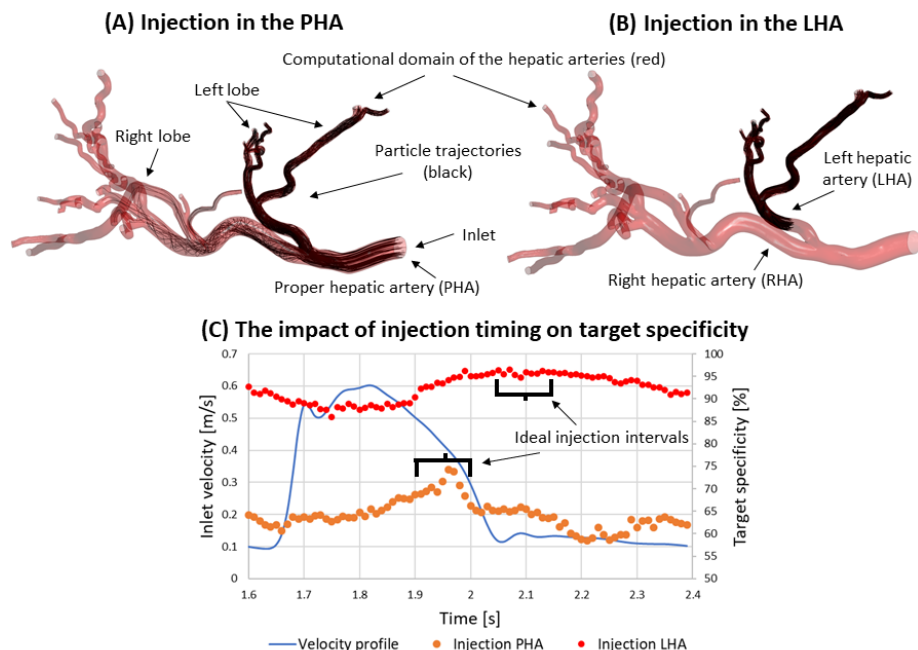 (A) Injection in the PHA
(B) Injection in the LHA
Computational domain of the hepatic arteries (red)
Left lobe
Right lobe
Particle trajectories
(black)
Left hepatic
artery (LHA)
Inlet
Proper hepatic artery (PHA)
Right hepatic artery (RHA)
(C) The impact of injection timing on target specificity
Inlet velocity [m/s]
0.7
0.6
0.5
0.4
0.3
0.2
0.1
0
Ideal injection intervals
100
95
90
85
80
75
70
65
60
55
50
Target specificity [%]
1.6 1.7 1.8 1.9 2 2.1 2.2 2.3 2.4
Time [s]
Velocity profile Injection PHA Injection LHA